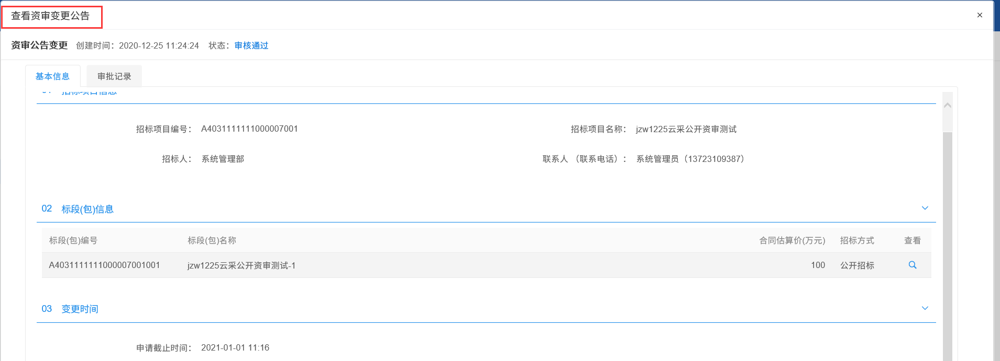 查看资审变更公告
资审公告变更 创建时间：2020-12-25 11:24:24 状态：审核通过
基本信息 审批记录
01 招标项目信息
招标项目编号： A4031111111000007001 招标项目名称： jzw1225云采公开资审测试
招标人： 系统管理部 联系人 （联系电话）： 系统管理员（13723109387）
02 标段(包)信息
标段(包)编号 标段(包)名称 合同估算价(万元) 招标方式 查看
A4031111111000007001001 jzw1225云采公开资审测试-1 100 公开招标
03 变更时间
申请截止时间： 2021-01-01 11:16